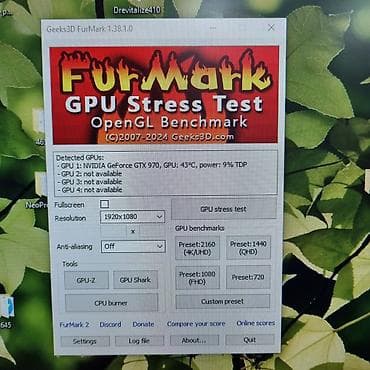 Drevitalize410
Geeks3D FurMark 1.38.1.0
FurMark
GPU Stress Test
OpenGL Benchmark
(C)2007-2024 Geeks3D.com
Detected GPUs:
- GPU 1: NVIDIA GeForce GTX 970, GPU: 43°C, power: 9% TDP
- GPU 2: not available
- GPU 3: not available
- GPU 4: not available
Fullscreen
Resolution 1920x1080
x
Anti-aliasing: Off
GPU stress test
GPU benchmarks
Preset:2160
(4K/UHD)
Preset:1440
(QHD)
Preset:1080
(FHD)
Preset:720
Custom preset
Tools
GPU-Z
GPU Shark
CPU burner
FurMark 2 Discord Donate Compare your score Online scores
Settings Log file About... Quit
645